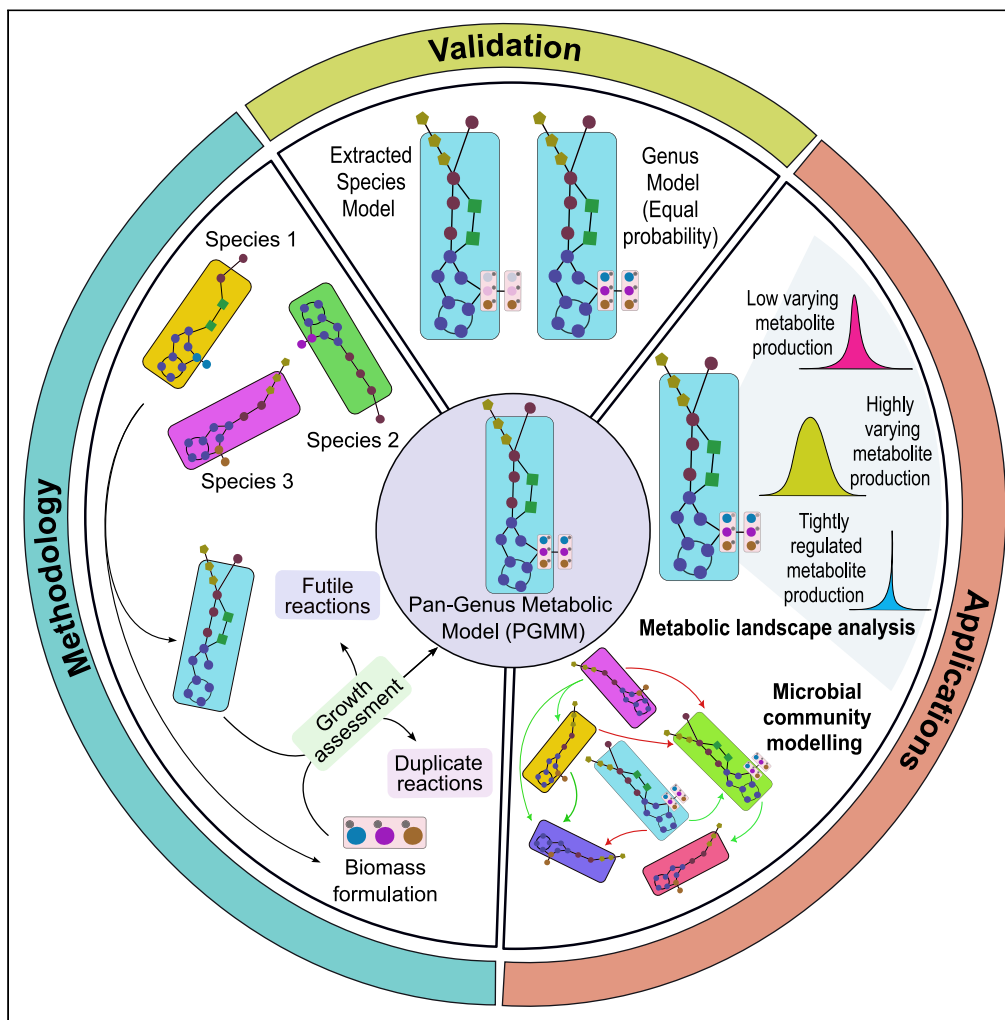 Validation
Extracted
Species
Model
Genus
Model
(Equal
probability)
Methodology
Species 1
Species 2
Species 3
Futile
reactions
Growth
assessment
Duplicate
reactions
Biomass
formulation
Pan-Genus Metabolic
Model (PGMM)
Applications
Low varying
metabolite
production
Highly
varying
metabolite
production
Tightly
regulated
metabolite
production
Metabolic landscape analysis
Microbial
community
modelling